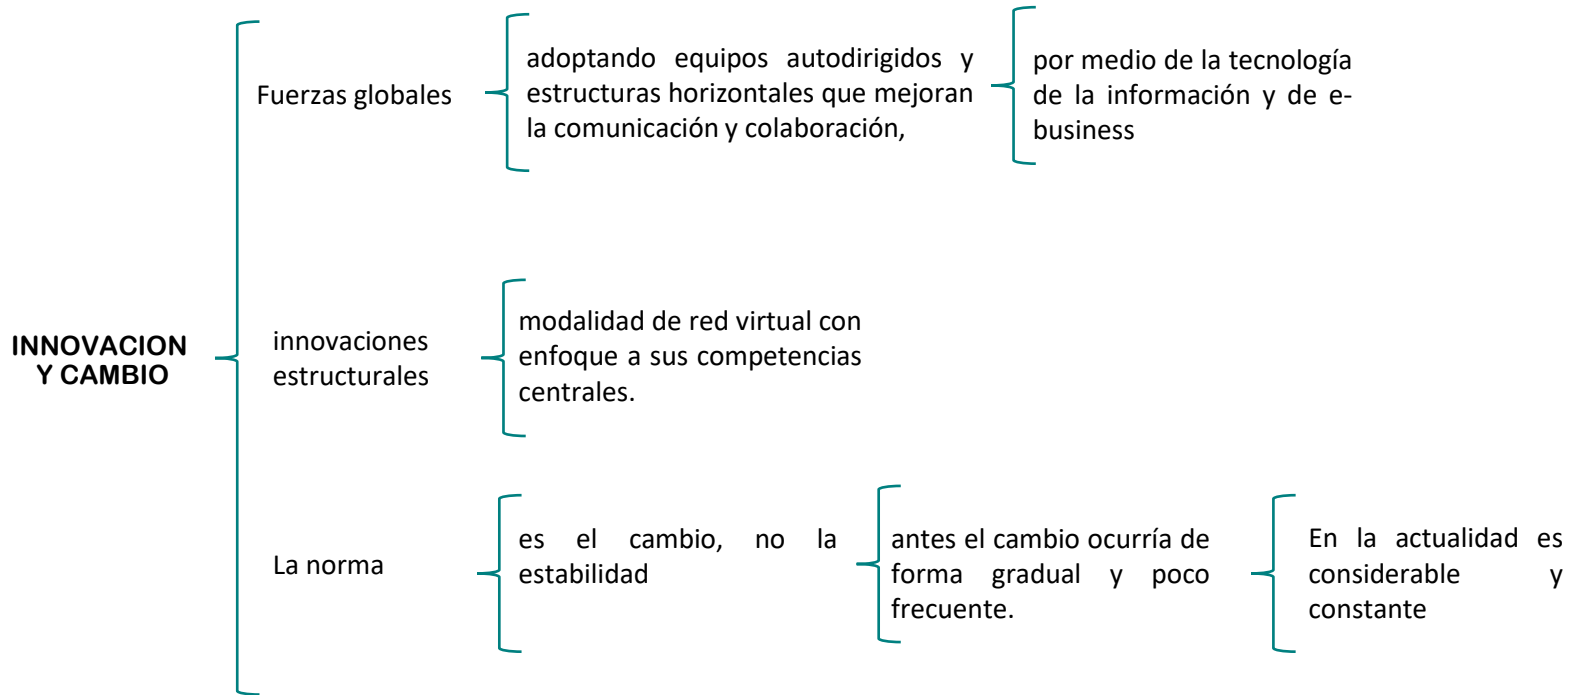 INNOVACION
Y CAMBIO
Fuerzas globales
adoptando equipos autodirigidos y
estructuras horizontales que mejoran
la comunicación y colaboración,
por medio de la tecnología
de la información y de e-
business
innovaciones
estructurales
modalidad de red virtual con
enfoque a sus competencias
centrales.
La norma
es el cambio, no la
estabilidad
antes el cambio ocurría de
forma gradual y poco
frecuente.
En la actualidad es
considerable y
constante